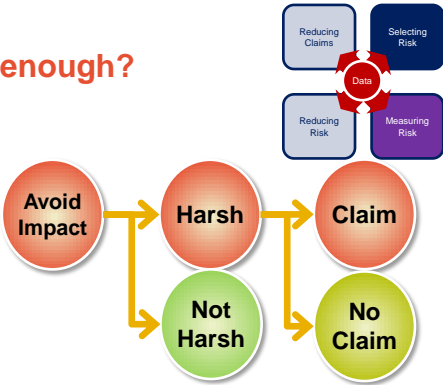 enough?
Reducing
Claims
Selecting
Risk
Data
Reducing
Risk
Measuring
Risk
Avoid
Impact
Harsh
Claim
Not
Harsh
No
Claim